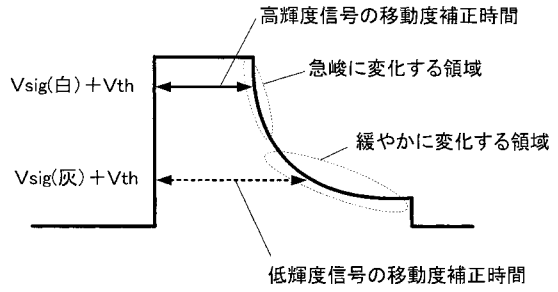 高輝度信号の移動度補正時間
急峻に変化する領域
Vsig(白)+Vth
緩やかに変化する領域
Vsig(灰)+Vth
低輝度信号の移動度補正時間